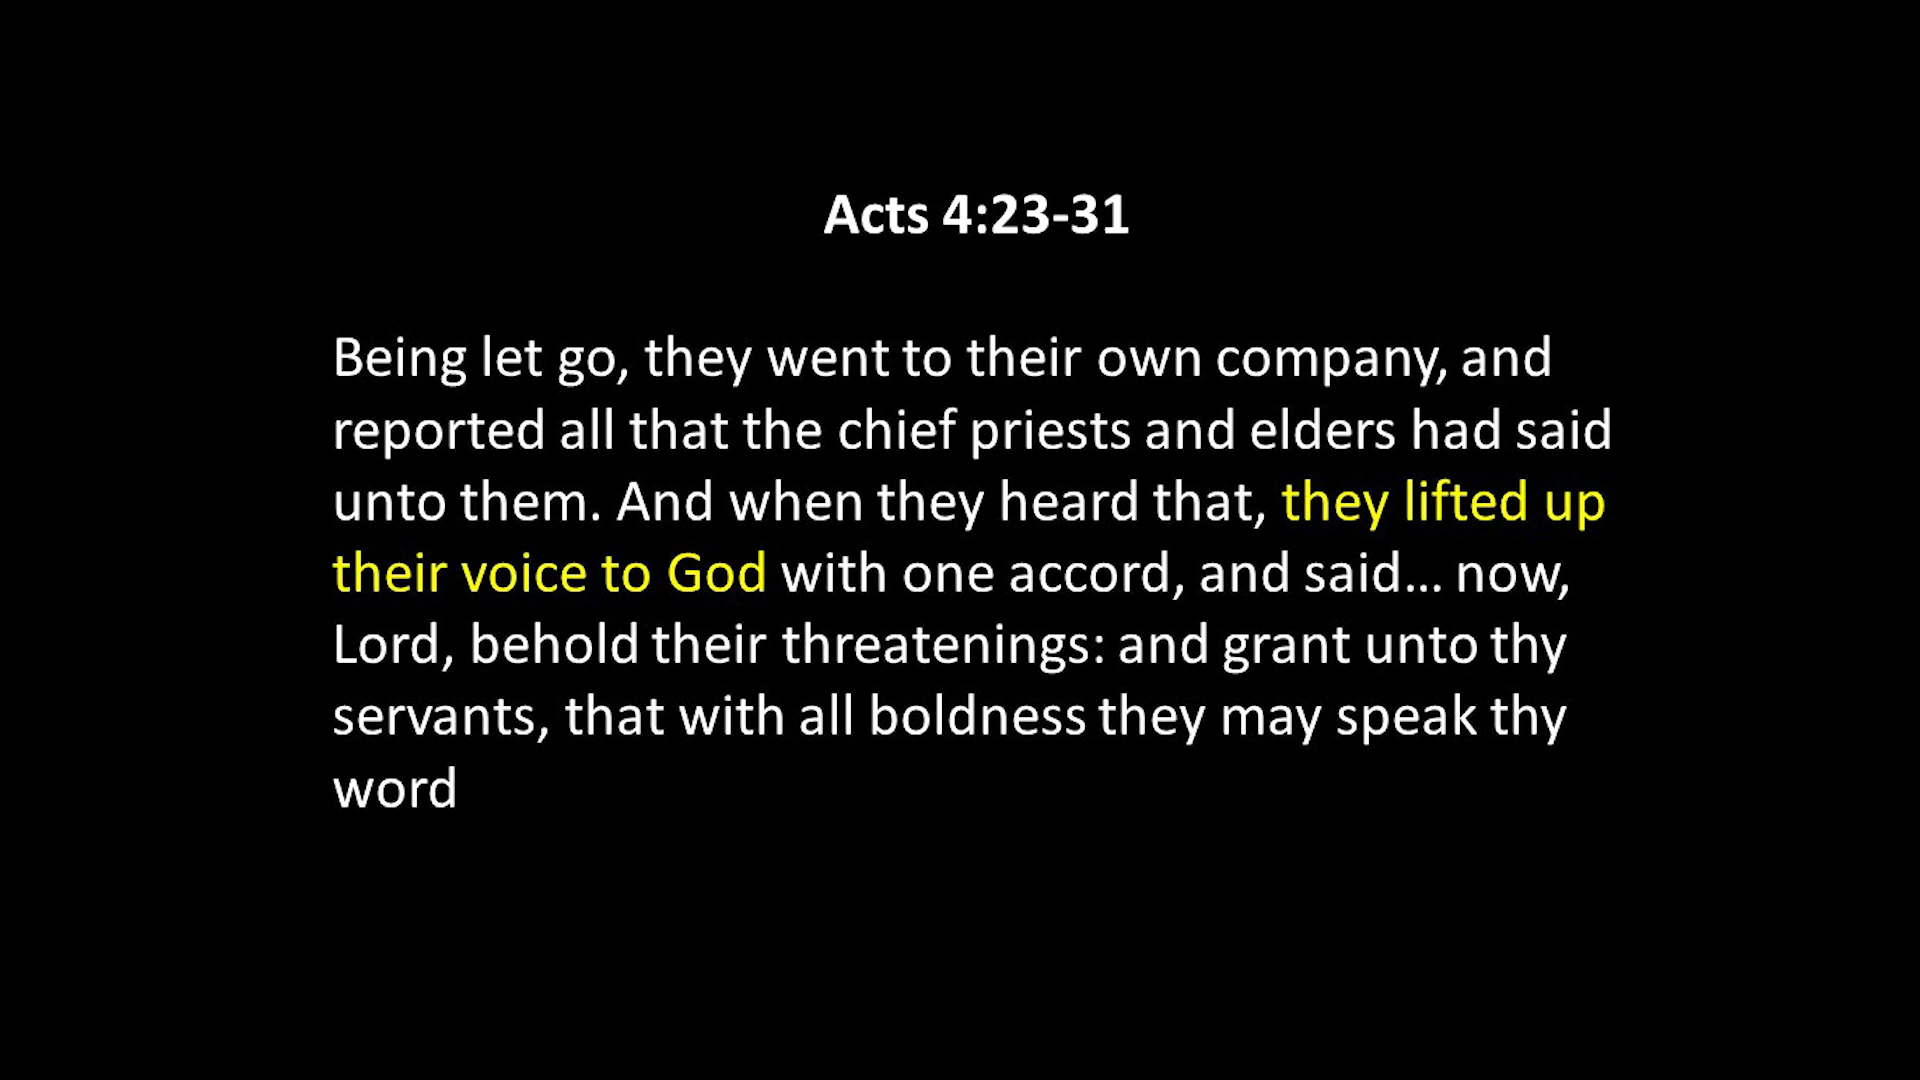 Acts 4:23-31
Being let go, they went to their own company, and
reported all that the chief priests and elders had said
unto them. And when they heard that, they lifted up
their voice to God with one accord, and said… now,
Lord, behold their threatenings: and grant unto thy
servants, that with all boldness they may speak thy
word